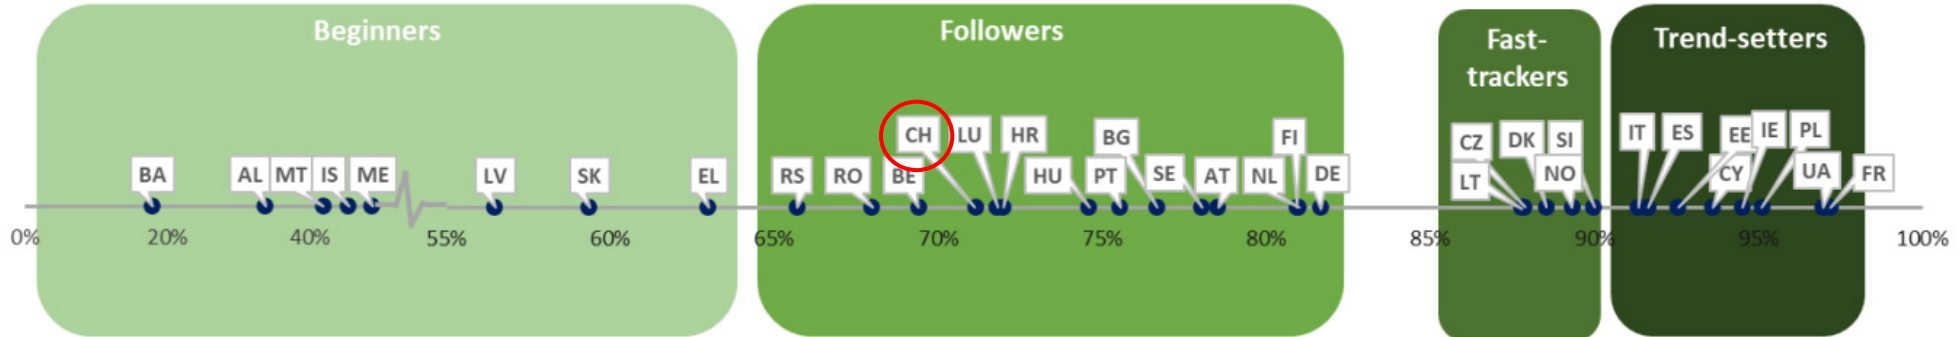 Beginners
Followers
Fast-
trackers
Trend-setters
BA
AL
MT
IS
ME
LV
SK
EL
RS
RO
BE
CH
LU
HR
HU
PT
BG
SE
AT
NL
FI
DE
CZ
LT
DK
SI
NO
IT
ES
EE
CY
IE
PL
UA
FR
0%
20%
40%
55%
60%
65%
70%
75%
80%
85%
90%
95%
100%